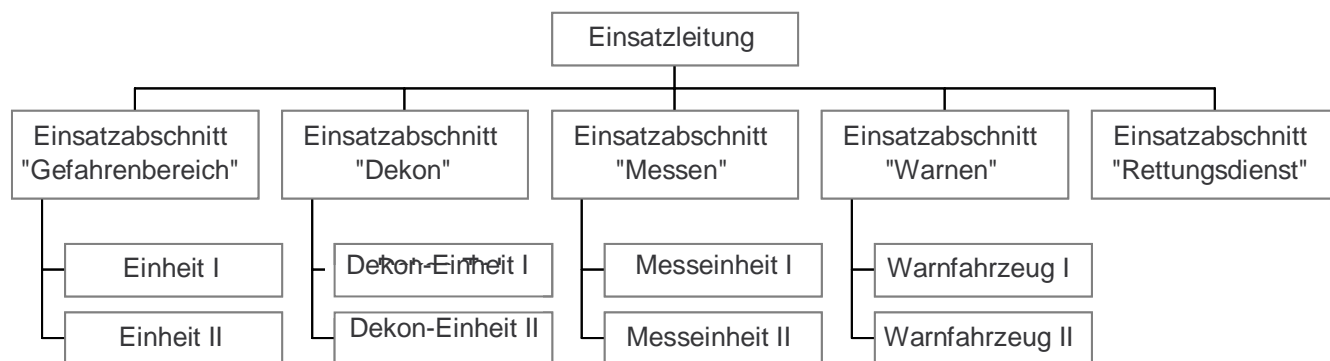 Einsatzleitung
Einsatzabschnitt
"Gefahrenbereich"
Einsatzabschnitt
"Dekon"
Einsatzabschnitt
"Messen"
Einsatzabschnitt
"Warnen"
Einsatzabschnitt
"Rettungsdienst"
Einheit I
Dekon-Einheit I
Messeinheit I
Warnfahrzeug I
Einheit II
Dekon-Einheit II
Messeinheit II
Warnfahrzeug II